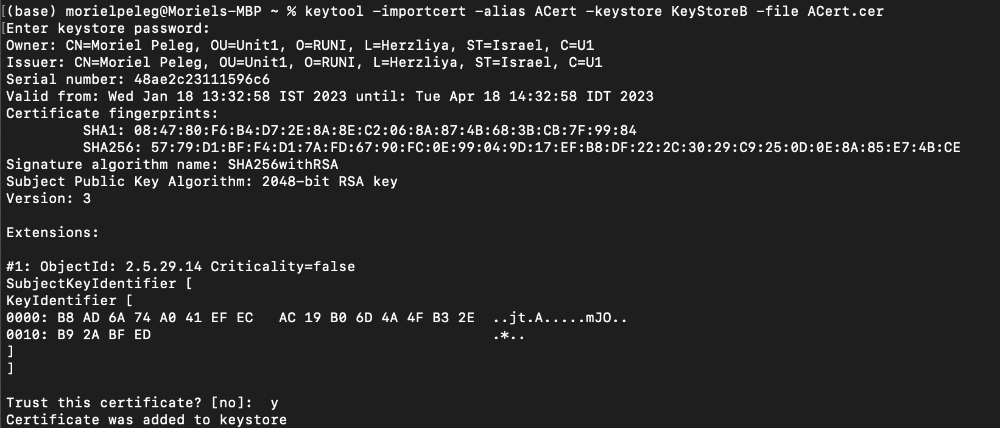 [(base) morielpeleg@Moriels-MBP ~ % keytool -importcert -alias ACert -keystore KeyStoreB -file ACert.cer
[Enter keystore password:
Owner: CN=Moriel Peleg, OU=Unit1, O=RUNI, L=Herzliya, ST=Israel, C=U1
Issuer: CN=Moriel Peleg, OU=Unit1, O=RUNI, L=Herzliya, ST=Israel, C=U1
Serial number: 48ae2c23111596c6
Valid from: Wed Jan 18 13:32:58 IST 2023 until: Tue Apr 18 14:32:58 IDT 2023
Certificate fingerprints:
         SHA1: 08:47:80:F6:B4:D7:2E:8A:8E:C2:06:8A:87:4B:68:3B:CB:7F:99:84
         SHA256: 57:79:D1:BF:F4:D1:7A:FD:67:90:FC:0E:99:04:9D:17:EF:B8:DF:22:2C:30:29:C9:25:0D:0E:8A:85:E7:4B:CE
Signature algorithm name: SHA256withRSA
Subject Public Key Algorithm: 2048-bit RSA key
Version: 3
Extensions:
#1: ObjectId: 2.5.29.14 Criticality=false
SubjectKeyIdentifier [
KeyIdentifier [
0000: B8 AD 6A 74 A0 41 EF EC   AC 19 B0 6D 4A 4F B3 2E  ..jt.A.....mJO..
0010: B9 2A BF ED                                        .*..
]
]
Trust this certificate? [no]:  y
Certificate was added to keystore